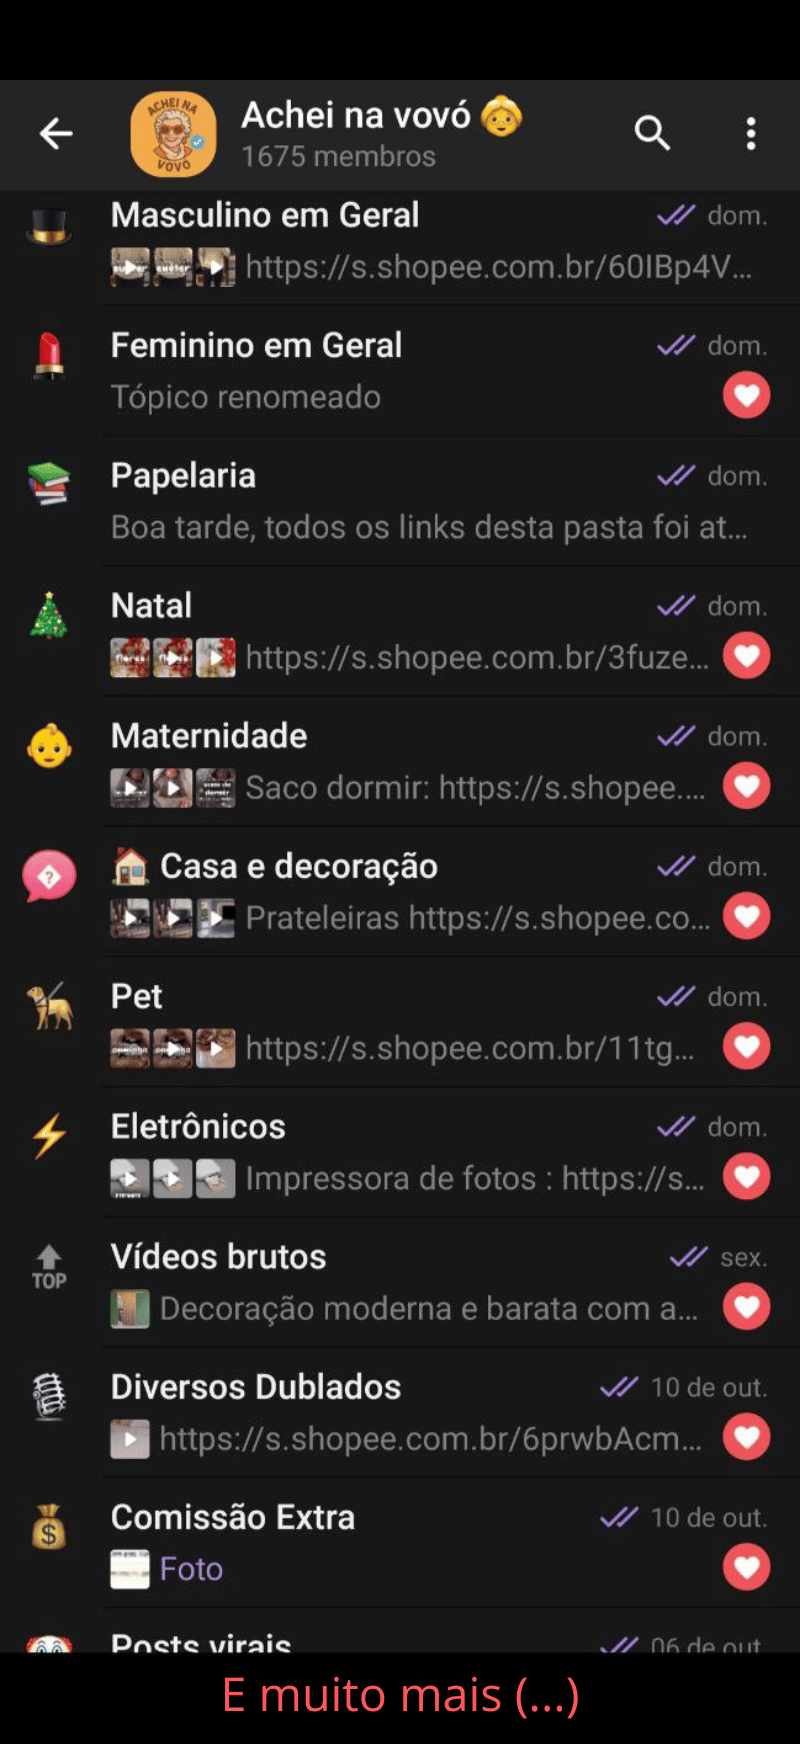 Achei na vovó
1675 membros
ACHEI NA
VOVÓ
Masculino em Geral
dom.
https://s.shopee.com.br/60IBp4V...
Feminino em Geral
dom.
Tópico renomeado
Papelaria
dom.
Boa tarde, todos os links desta pasta foi at...
Natal
dom.
https://s.shopee.com.br/3fuze...
Maternidade
dom.
Saco dormir: https://s.shopee....
Casa e decoração
dom.
Prateleiras https://s.shopee.co...
Pet
dom.
https://s.shopee.com.br/11tg...
Eletrônicos
dom.
Impressora de fotos : https://s...
TOP
Vídeos brutos
sex.
Decoração moderna e barata com a...
Diversos Dublados
10 de out.
https://s.shopee.com.br/6prwbAcm...
Comissão Extra
10 de out.
Foto
Posts virais
06 de out.
E muito mais (...)